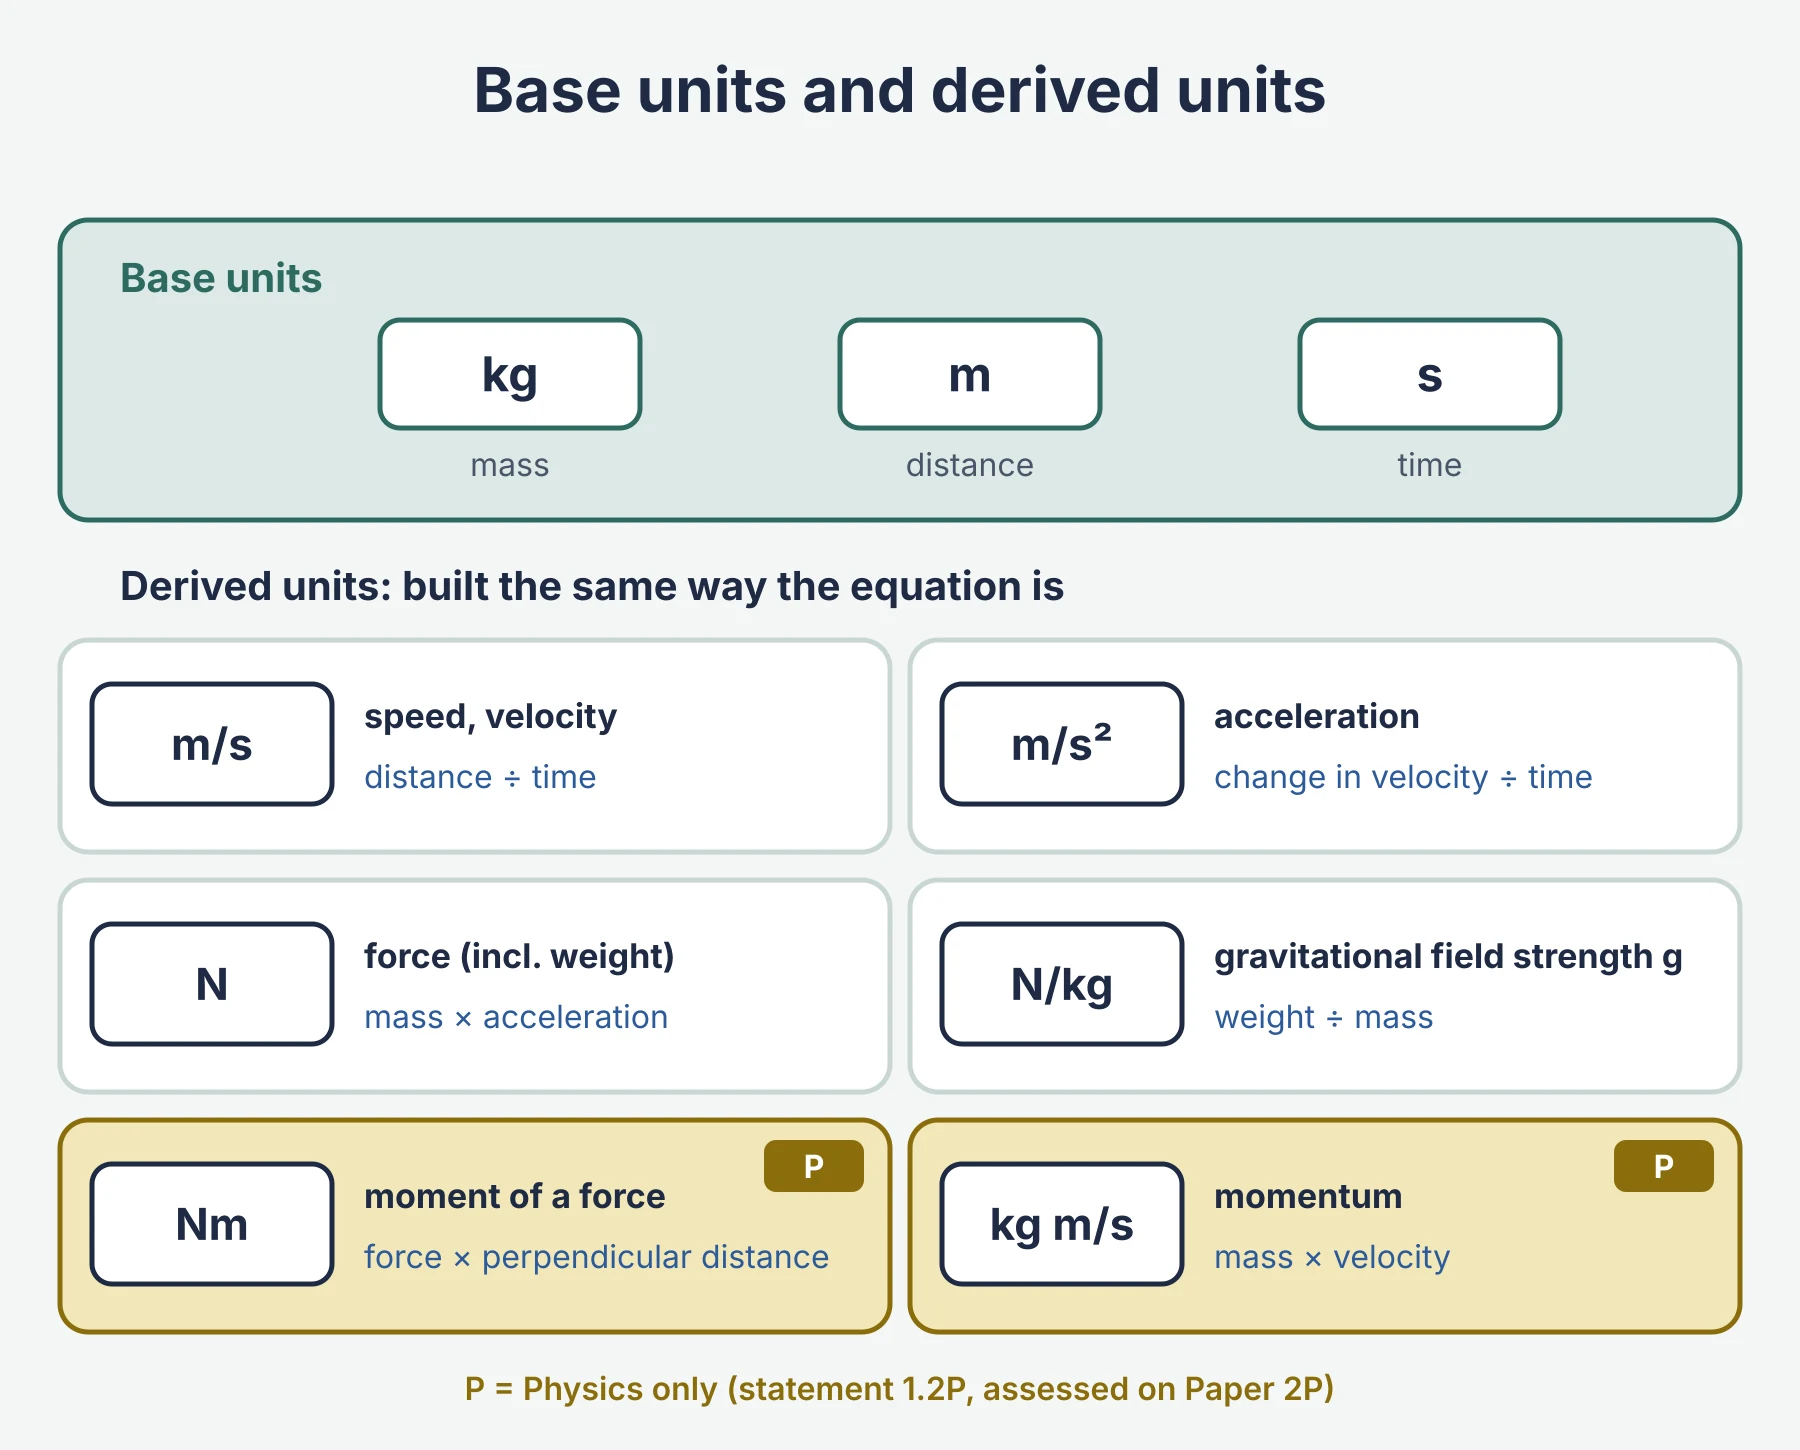 Base units and derived units
Base units
kg
m
s
mass
distance
time
Derived units: built the same way the equation is
m/s
speed, velocity
distance ÷ time
m/s²
acceleration
change in velocity ÷ time
N
force (incl. weight)
mass × acceleration
N/kg
gravitational field strength g
weight ÷ mass
Nm
moment of a force
force × perpendicular distance
P
kg m/s
momentum
mass × velocity
P
P = Physics only (statement 1.2P, assessed on Paper 2P)